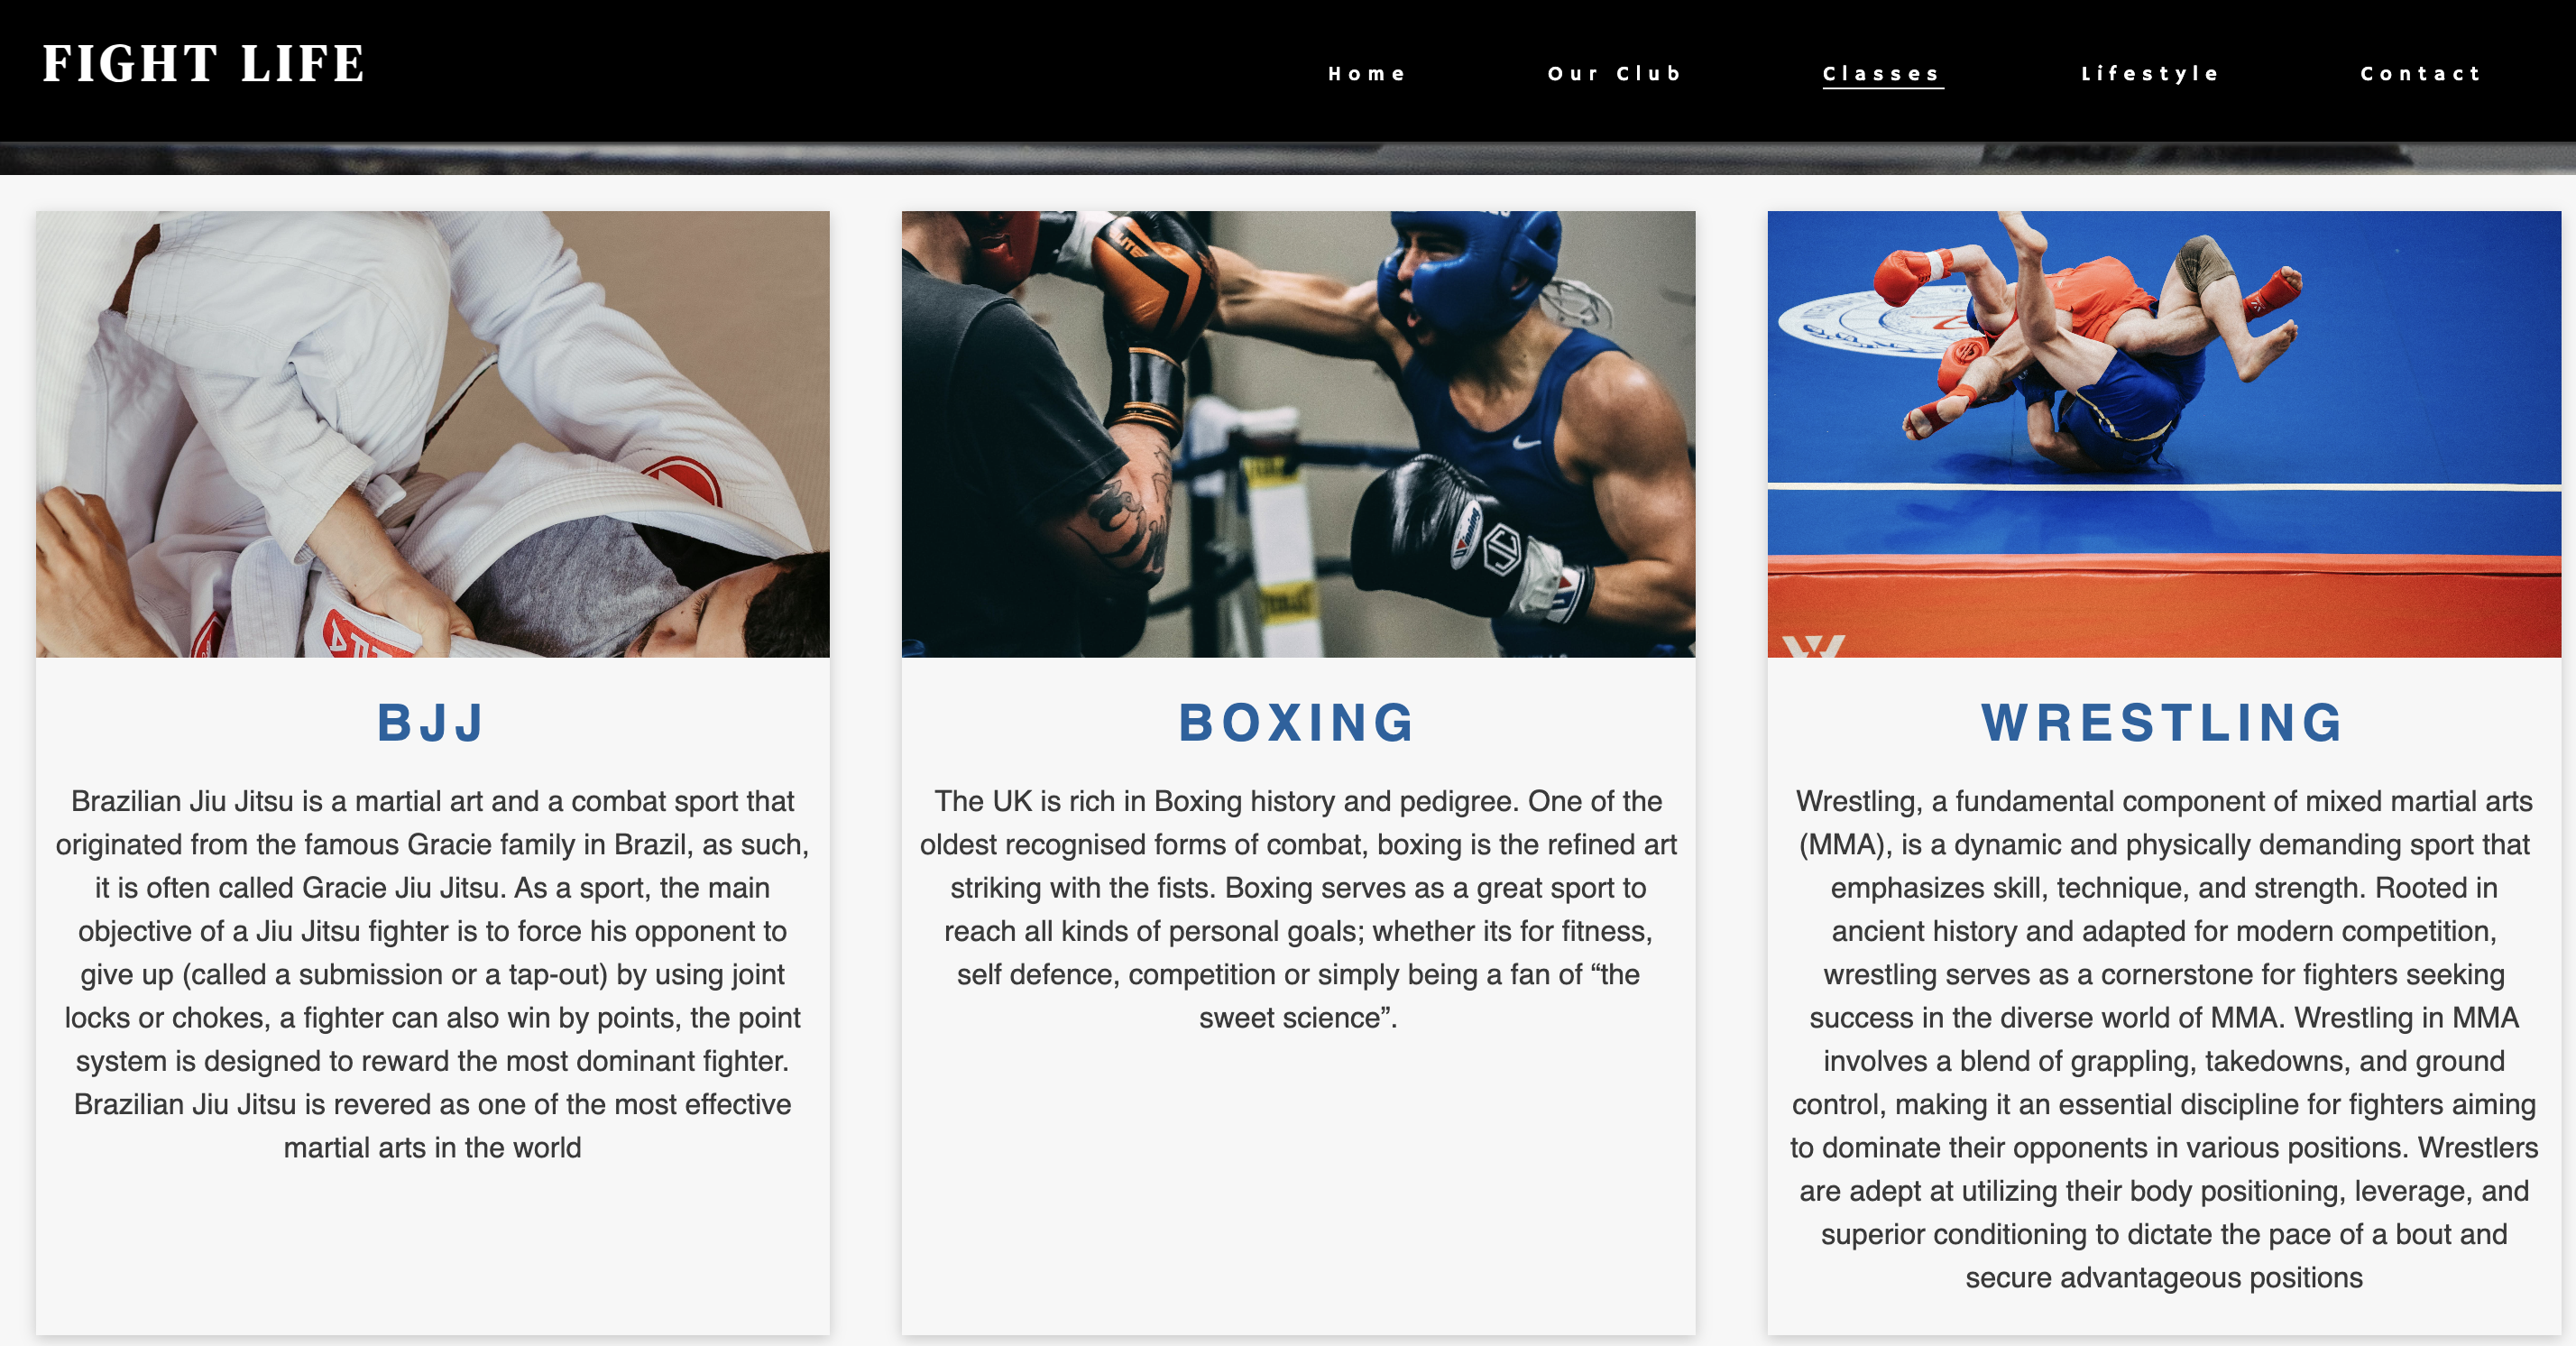 FIGHT LIFE
Home
Our Club
Classes
Lifestyle
Contact
ELITE
Winning
JC
BJJ
Brazilian Jiu Jitsu is a martial art and a combat sport that
originated from the famous Gracie family in Brazil, as such,
it is often called Gracie Jiu Jitsu. As a sport, the main
objective of a Jiu Jitsu fighter is to force his opponent to
give up (called a submission or a tap-out) by using joint
locks or chokes, a fighter can also win by points, the point
system is designed to reward the most dominant fighter.
Brazilian Jiu Jitsu is revered as one of the most effective
martial arts in the world
BOXING
The UK is rich in Boxing history and pedigree. One of the
oldest recognised forms of combat, boxing is the refined art
striking with the fists. Boxing serves as a great sport to
reach all kinds of personal goals; whether its for fitness,
self defence, competition or simply being a fan of “the
sweet science”.
WRESTLING
Wrestling, a fundamental component of mixed martial arts
(MMA), is a dynamic and physically demanding sport that
emphasizes skill, technique, and strength. Rooted in
ancient history and adapted for modern competition,
wrestling serves as a cornerstone for fighters seeking
success in the diverse world of MMA. Wrestling in MMA
involves a blend of grappling, takedowns, and ground
control, making it an essential discipline for fighters aiming
to dominate their opponents in various positions. Wrestlers
are adept at utilizing their body positioning, leverage, and
superior conditioning to dictate the pace of a bout and
secure advantageous positions